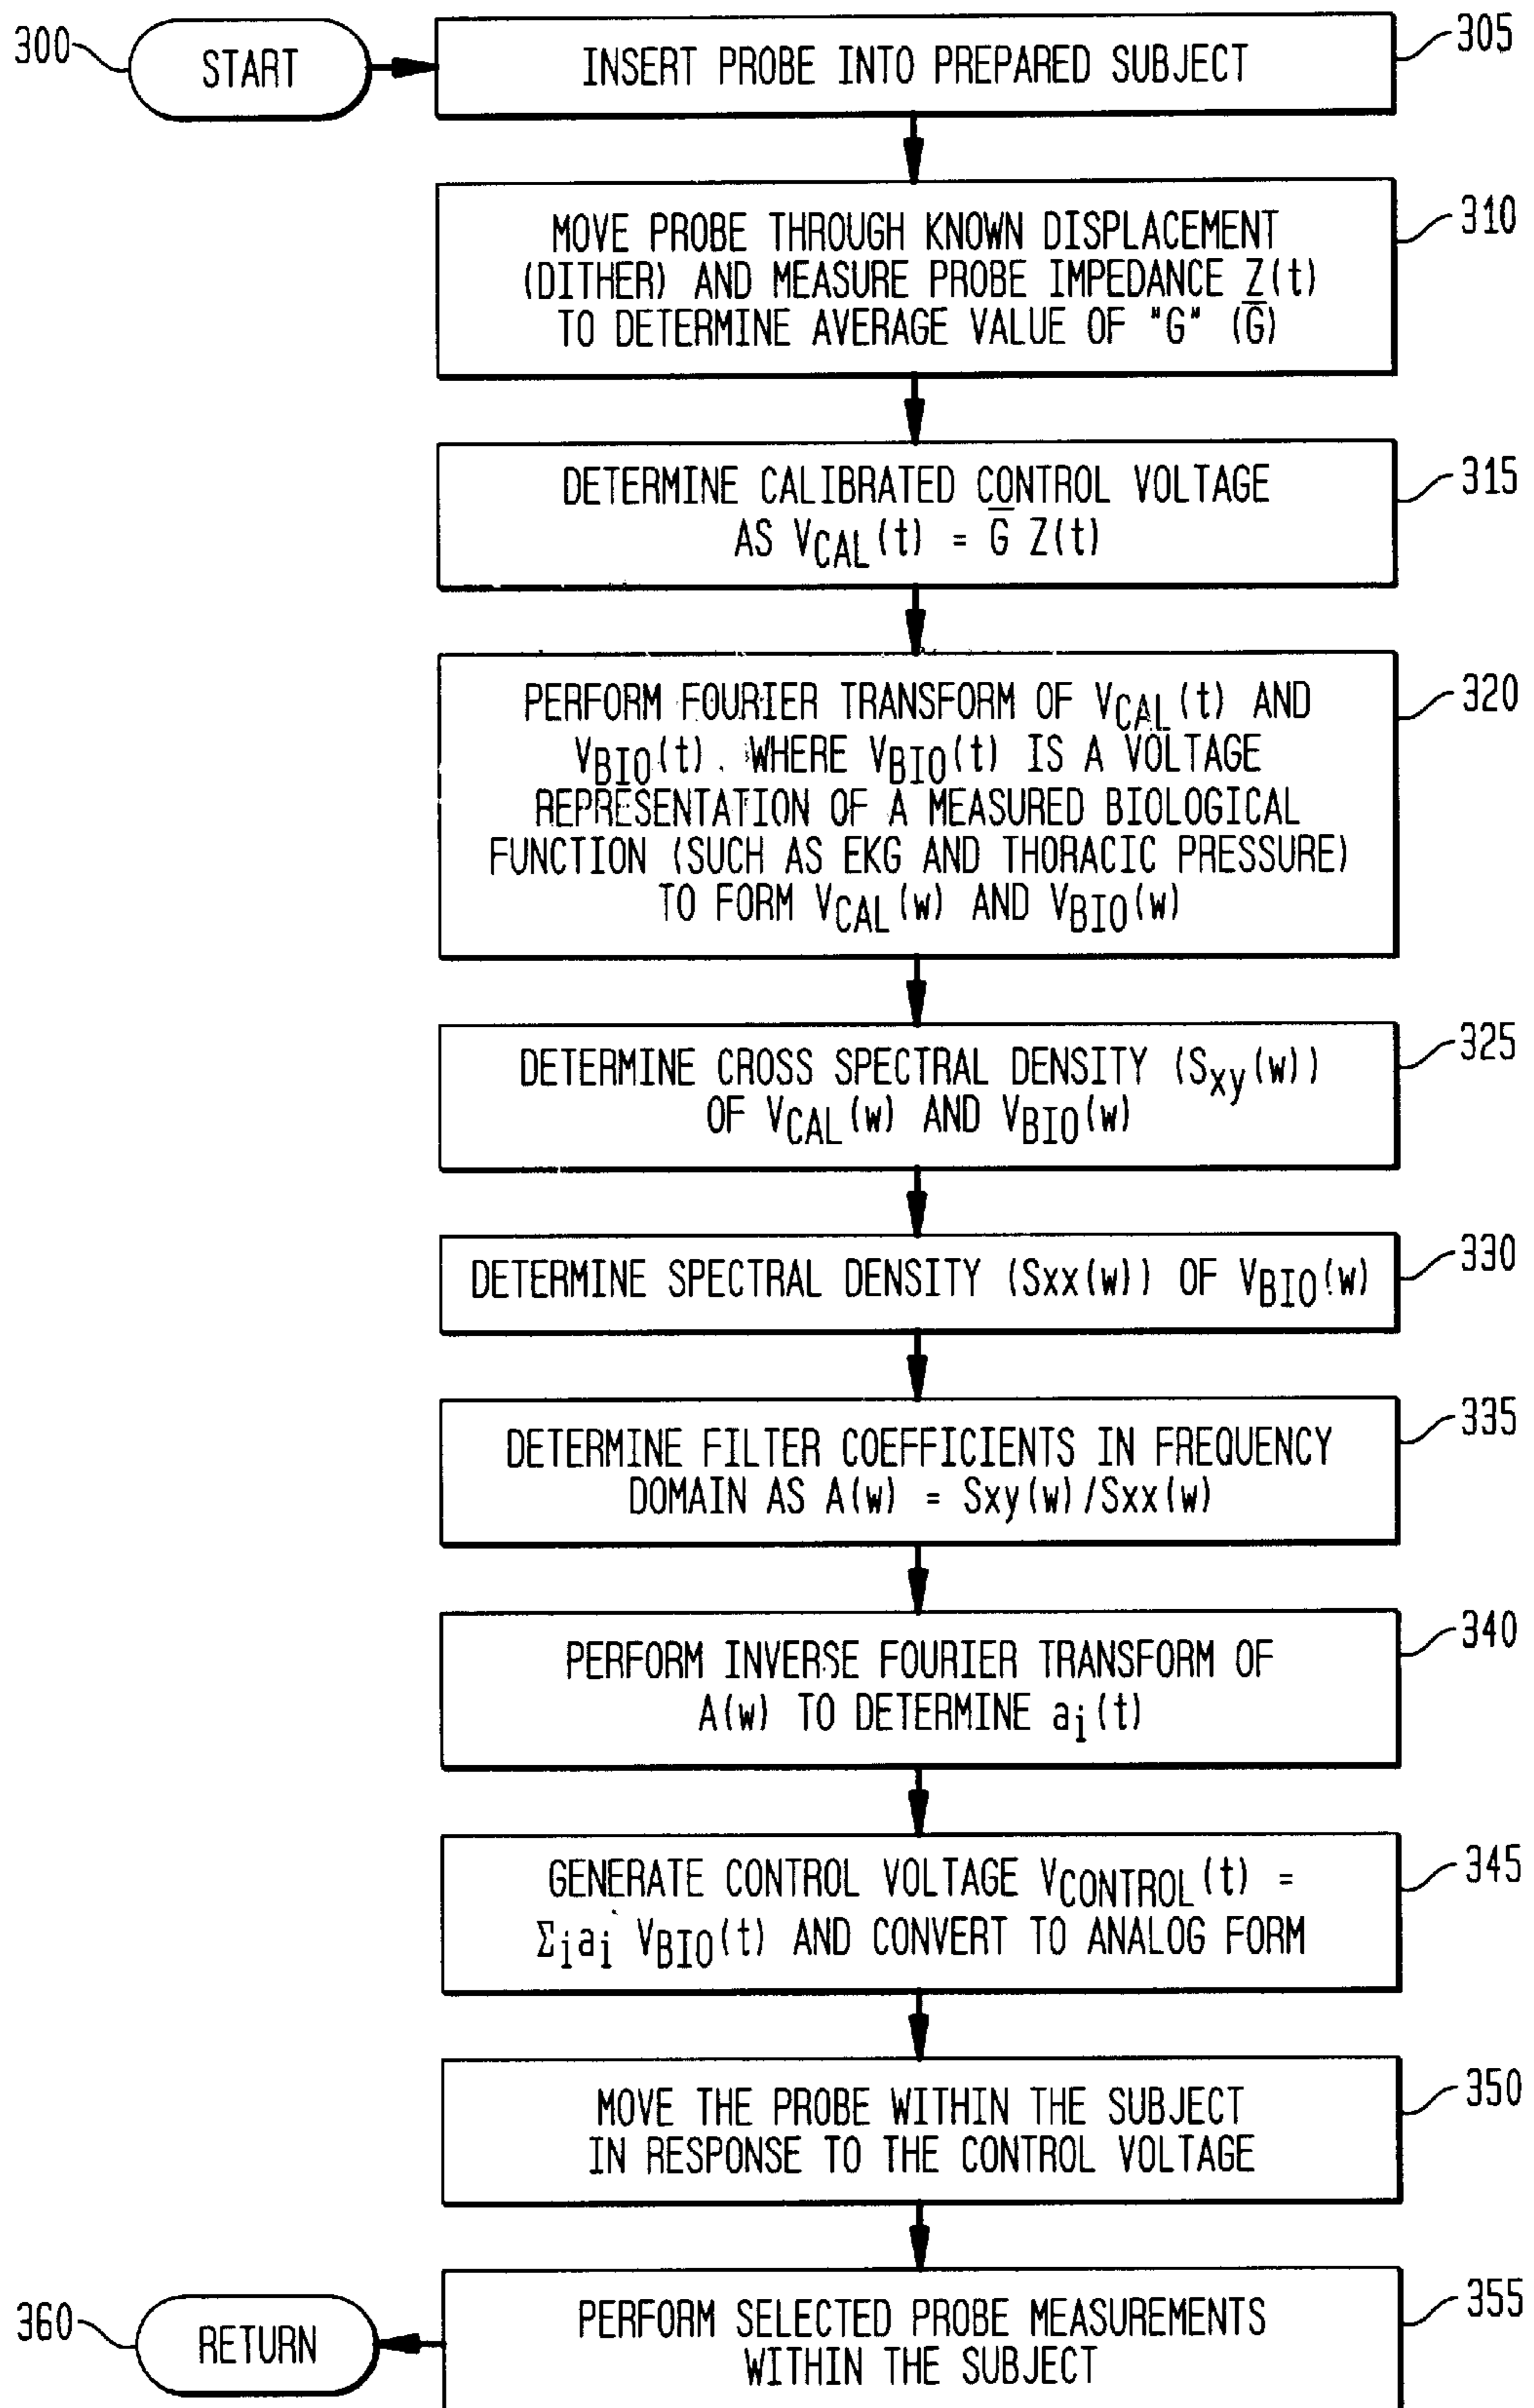 300 START
INSERT PROBE INTO PREPARED SUBJECT 305
MOVE PROBE THROUGH KNOWN DISPLACEMENT 310
(DITHER) AND MEASURE PROBE IMPEDANCE Z(t)
TO DETERMINE AVERAGE VALUE OF "G" (G̅)
DETERMINE CALIBRATED CONTROL VOLTAGE 315
AS VCAL(t) = G̅ Z(t)
PERFORM FOURIER TRANSFORM OF VCAL(t) AND 320
VBIO(t). WHERE VBIO(t) IS A VOLTAGE
REPRESENTATION OF A MEASURED BIOLOGICAL
FUNCTION (SUCH AS EKG AND THORACIC PRESSURE)
TO FORM VCAL(w) AND VBIO(w)
DETERMINE CROSS SPECTRAL DENSITY (Sxy(w)) 325
OF VCAL(w) AND VBIO(w)
DETERMINE SPECTRAL DENSITY (Sxx(w)) OF VBIO(w) 330
DETERMINE FILTER COEFFICIENTS IN FREQUENCY 335
DOMAIN AS A(w) = Sxy(w)/Sxx(w)
PERFORM INVERSE FOURIER TRANSFORM OF 340
A(w) TO DETERMINE ai(t)
GENERATE CONTROL VOLTAGE VCONTROL(t) = 345
Σiai VBIO(t) AND CONVERT TO ANALOG FORM
MOVE THE PROBE WITHIN THE SUBJECT 350
IN RESPONSE TO THE CONTROL VOLTAGE
PERFORM SELECTED PROBE MEASUREMENTS 355
WITHIN THE SUBJECT
360 RETURN